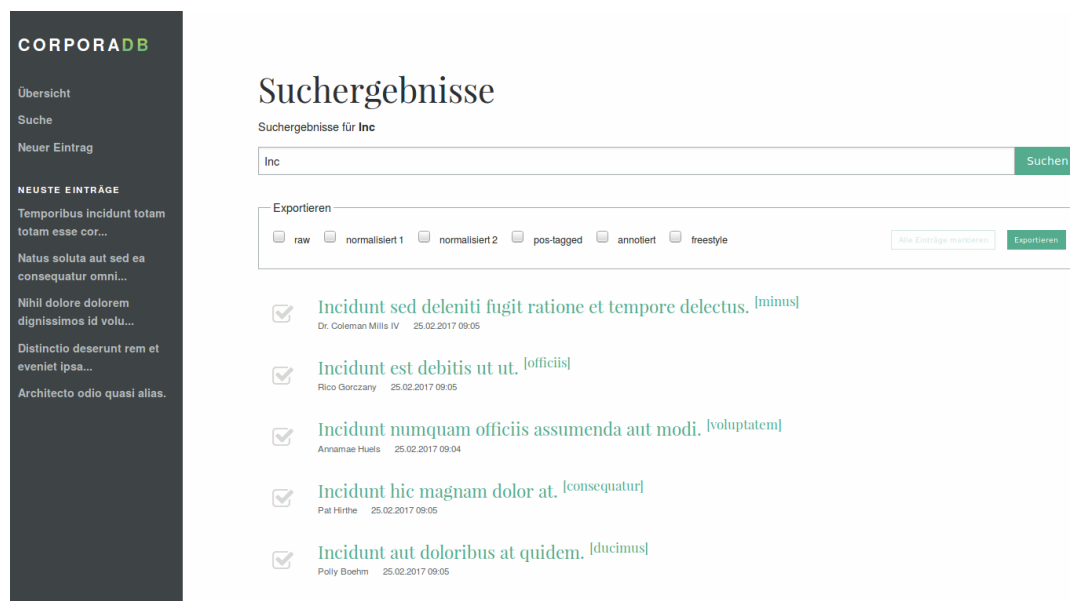 CORPORADB
Übersicht
Suche
Neuer Eintrag
NEUSTE EINTRÄGE
Temporibus incidunt totam
totam esse cor...
Natus soluta aut sed ea
consequatur omni...
Nihil dolore dolorem
dignissimos id volu...
Distinctio deserunt rem et
eveniet ipsa...
Architecto odio quasi alias.
Suchergebnisse
Suchergebnisse für Inc
Inc
Suchen
Exportieren
raw normalisiert 1 normalisiert 2 pos-tagged annotiert freestyle Alle Einträge markieren Exportieren
Incidunt sed deleniti fugit ratione et tempore delectus. [minus]
Dr. Coleman Mills IV 25.02.2017 09:05
Incidunt est debitis ut ut. [officiis]
Rico Gorczany 25.02.2017 09:05
Incidunt numquam officiis assumenda aut modi. [voluptatem]
Annamae Huels 25.02.2017 09:04
Incidunt hic magnam dolor at. [consequatur]
Pat Hirthe 25.02.2017 09:05
Incidunt aut doloribus at quidem. [ducimus]
Polly Boehm 25.02.2017 09:05